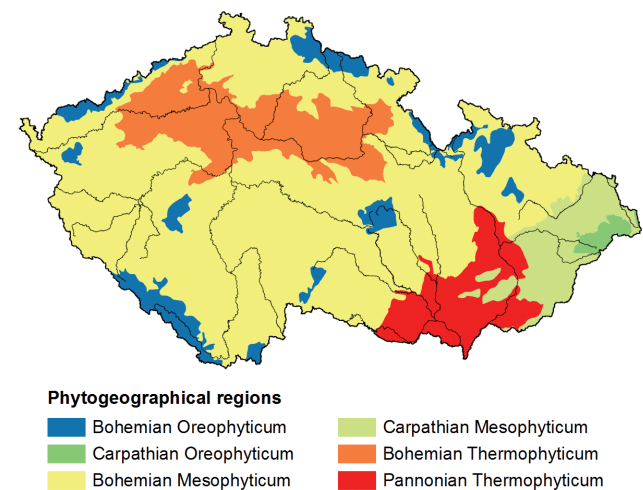 Phytogeographical regions
Bohemian Oreophyticum
Carpathian Oreophyticum
Bohemian Mesophyticum
Carpathian Mesophyticum
Bohemian Thermophyticum
Pannonian Thermophyticum